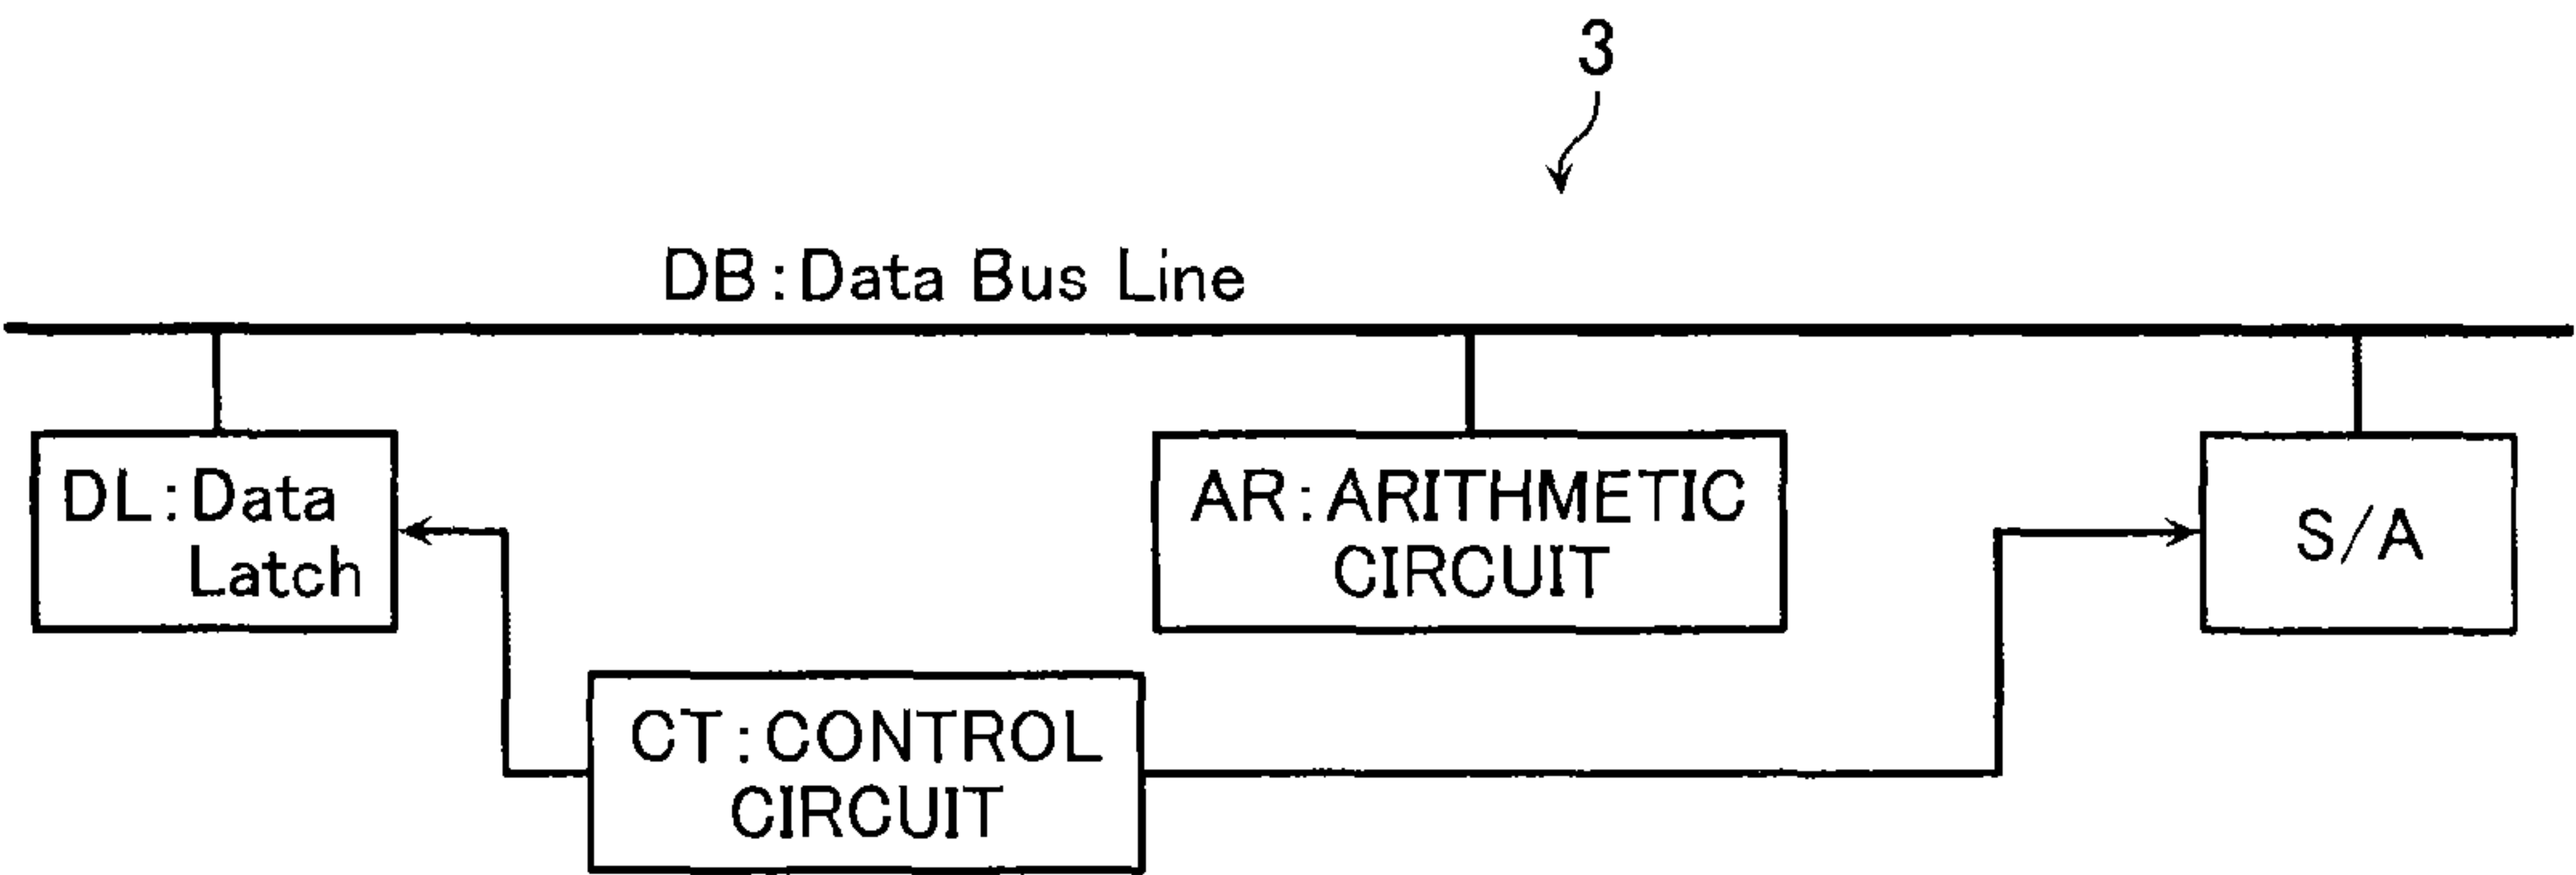 3
DB:Data Bus Line
DL:Data
Latch
AR:ARITHMETIC
CIRCUIT
S/A
CT:CONTROL
CIRCUIT